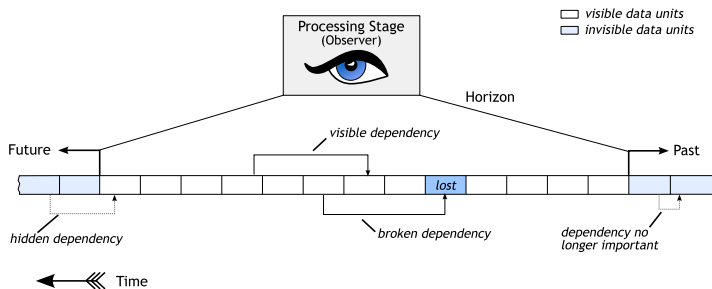 Processing Stage
(Observer)
visible data units
invisible data units
Horizon
visible dependency
Future
Past
lost
hidden dependency
broken dependency
dependency no
longer important
Time